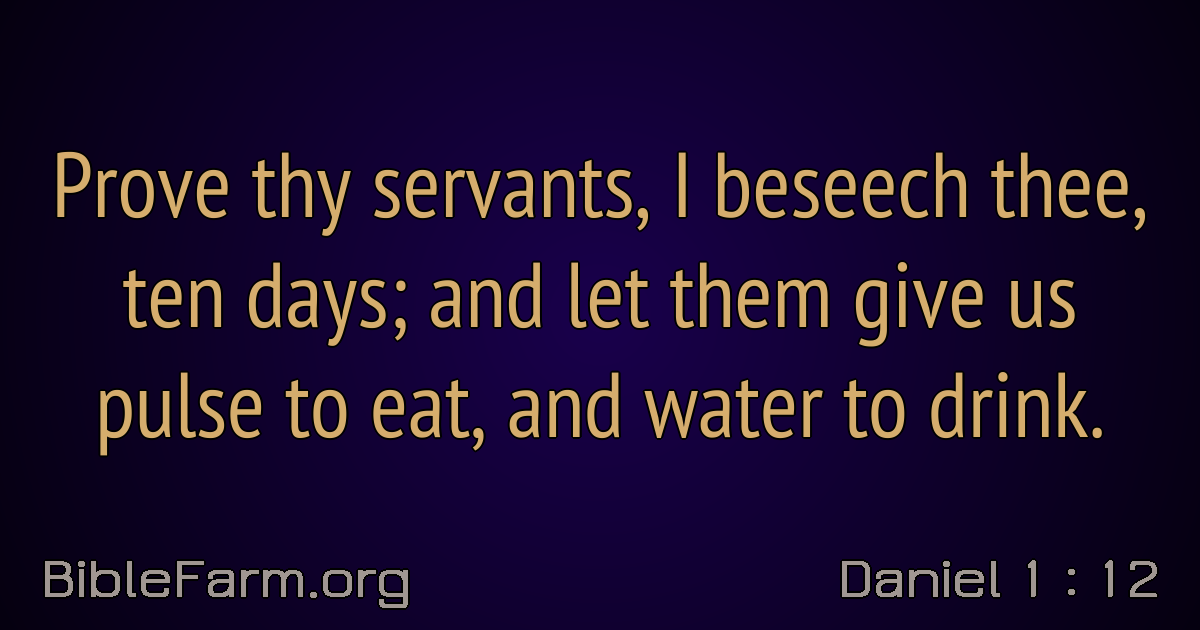 Prove thy servants, I beseech thee,
ten days; and let them give us
pulse to eat, and water to drink.
BibleFarm.org
Daniel 1 : 12